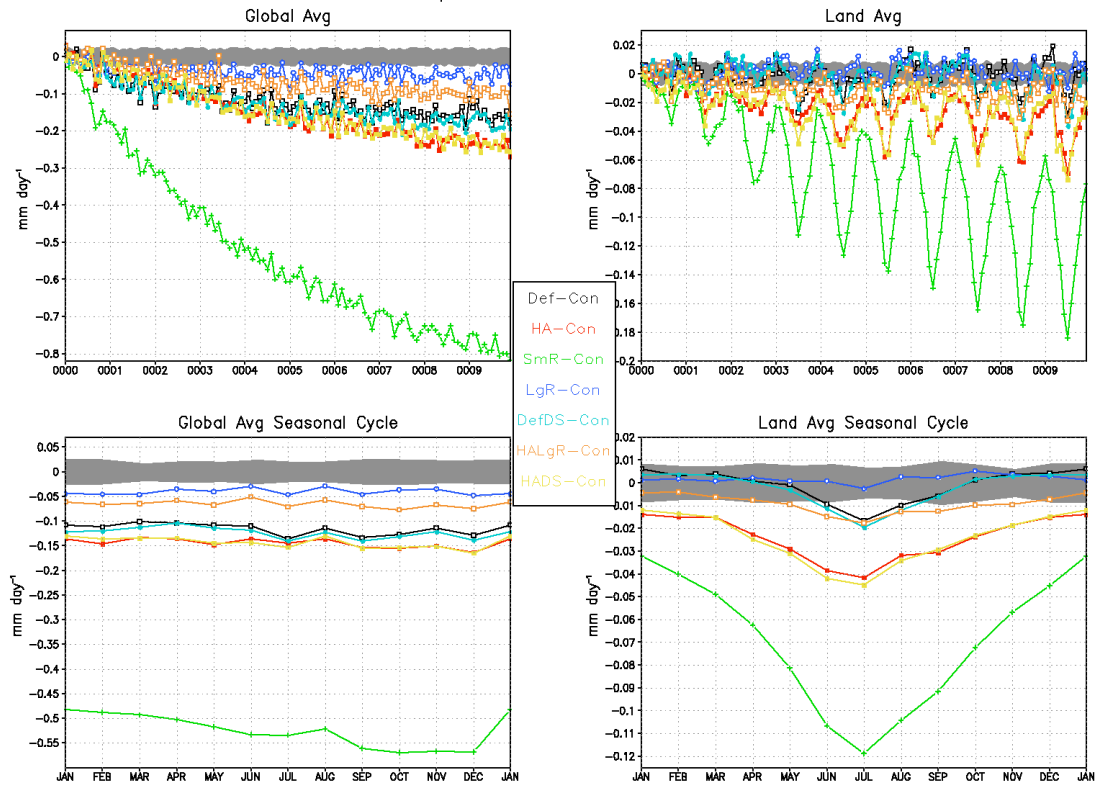 Global Avg
Land Avg
0
−0.1
−0.2
−0.3
−0.4
−0.5
−0.6
−0.7
−0.8
mm day⁻¹
0000 0001 0002 0003 0004 0005 0006 0007 0008 0009
0.02
0
−0.02
−0.04
−0.06
−0.08
−0.1
−0.12
−0.14
−0.16
0.18
0.2
mm day⁻¹
0000 0001 0002 0003 0004 0005 0006 0007 0008 0009
Def−Con
HA−Con
SmR−Con
LgR−Con
DefDS−Con
HALgR−Con
HADS−Con
Global Avg Seasonal Cycle
Land Avg Seasonal Cycle
0.05
0
−0.05
−0.1
−0.15
−0.2
−0.25
−0.3
−0.35
−0.4
−0.45
−0.5
−0.55
mm day⁻¹
JAN FEB MAR APR MAY JUN JUL AUG SEP OCT NOV DEC JAN
0.02
0.01
0
−0.01
−0.02
−0.03
−0.04
−0.05
−0.06
−0.07
−0.08
−0.09
−0.1
−0.11
−0.12
mm day⁻¹
JAN FEB MAR APR MAY JUN JUL AUG SEP OCT NOV DEC JAN